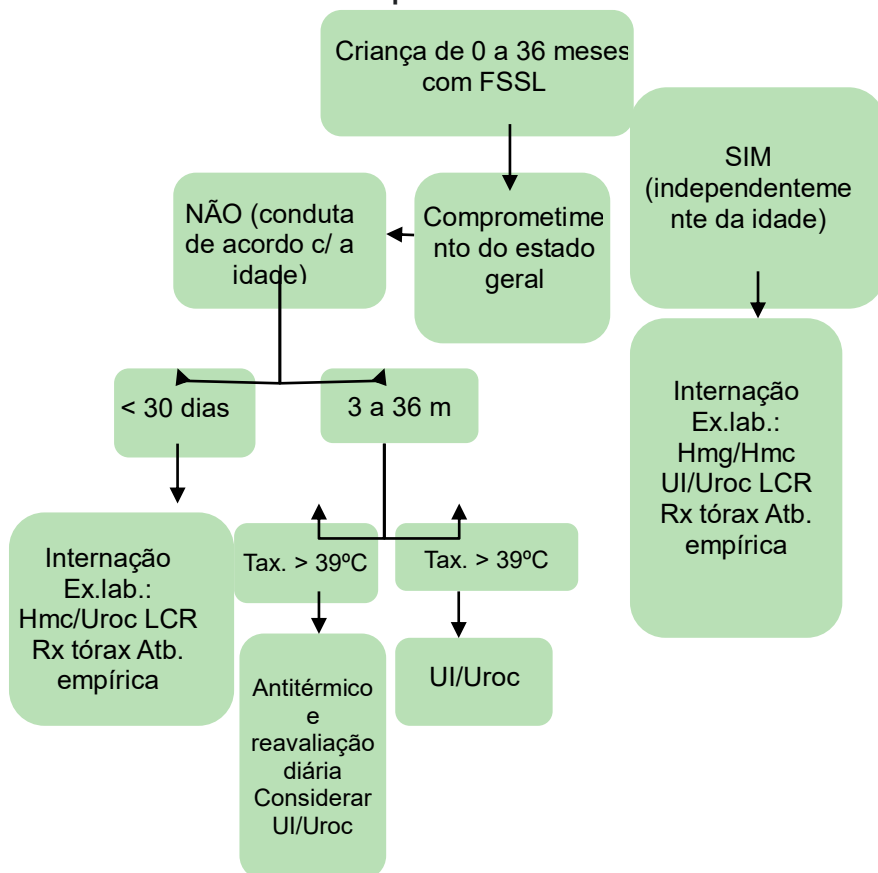 Criança de 0 a 36 meses
com FSSL
SIM
(independenteme
nte da idade)
NÃO (conduta
de acordo c/ a
idade)
Comprometime
nto do estado
geral
Internação
Ex.lab.:
Hmg/Hmc
UI/Uroc LCR
Rx tórax Atb.
empírica
< 30 dias
3 a 36 m
Internação
Ex.lab.:
Hmc/Uroc LCR
Rx tórax Atb.
empírica
Tax. > 39ºC
Tax. > 39ºC
Antitérmico
e
reavaliação
diária
Considerar
UI/Uroc
UI/Uroc